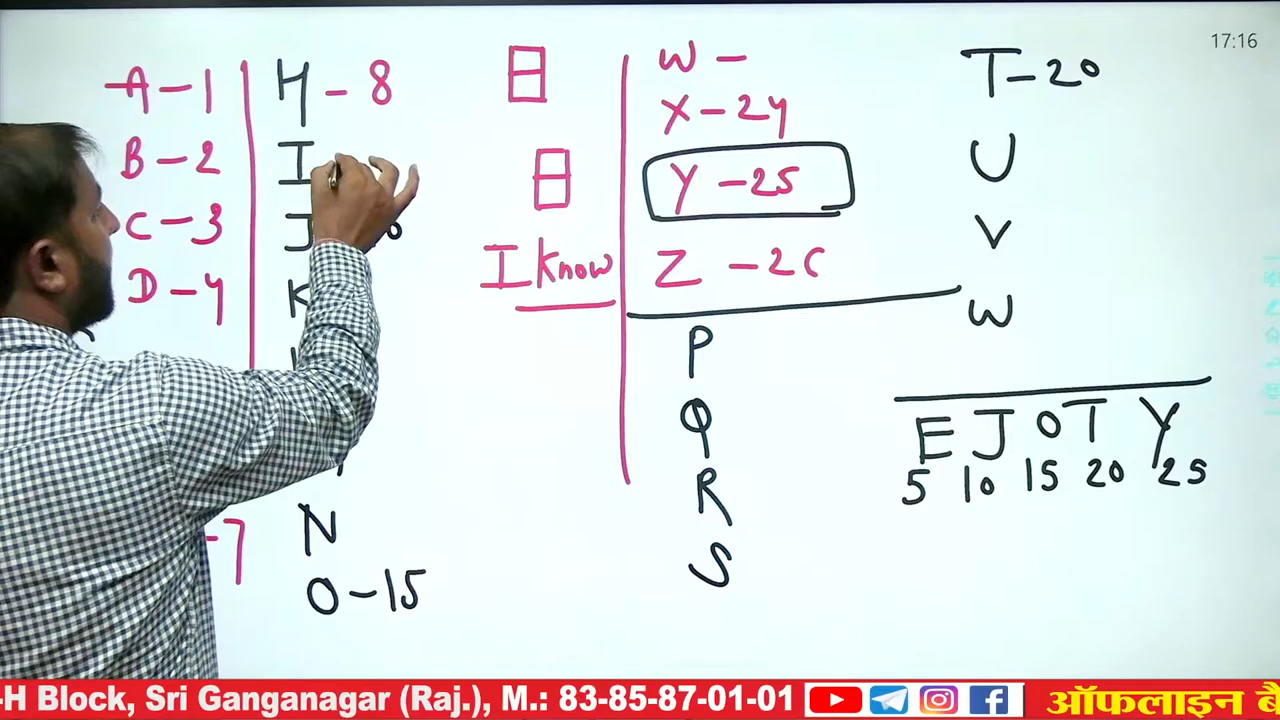 17:16
A - 1
B - 2
C - 3
D - 4
- 7
H - 8
I
J
K
N
O - 15
I Know
W -
X - 24
Y - 25
Z - 26
P
Q
R
S
T - 20
U
V
W
E J O T Y
5 10 15 20 25
-H Block, Sri Ganganagar (Raj.), M.: 83-85-87-01-01
ऑफलाइन बै